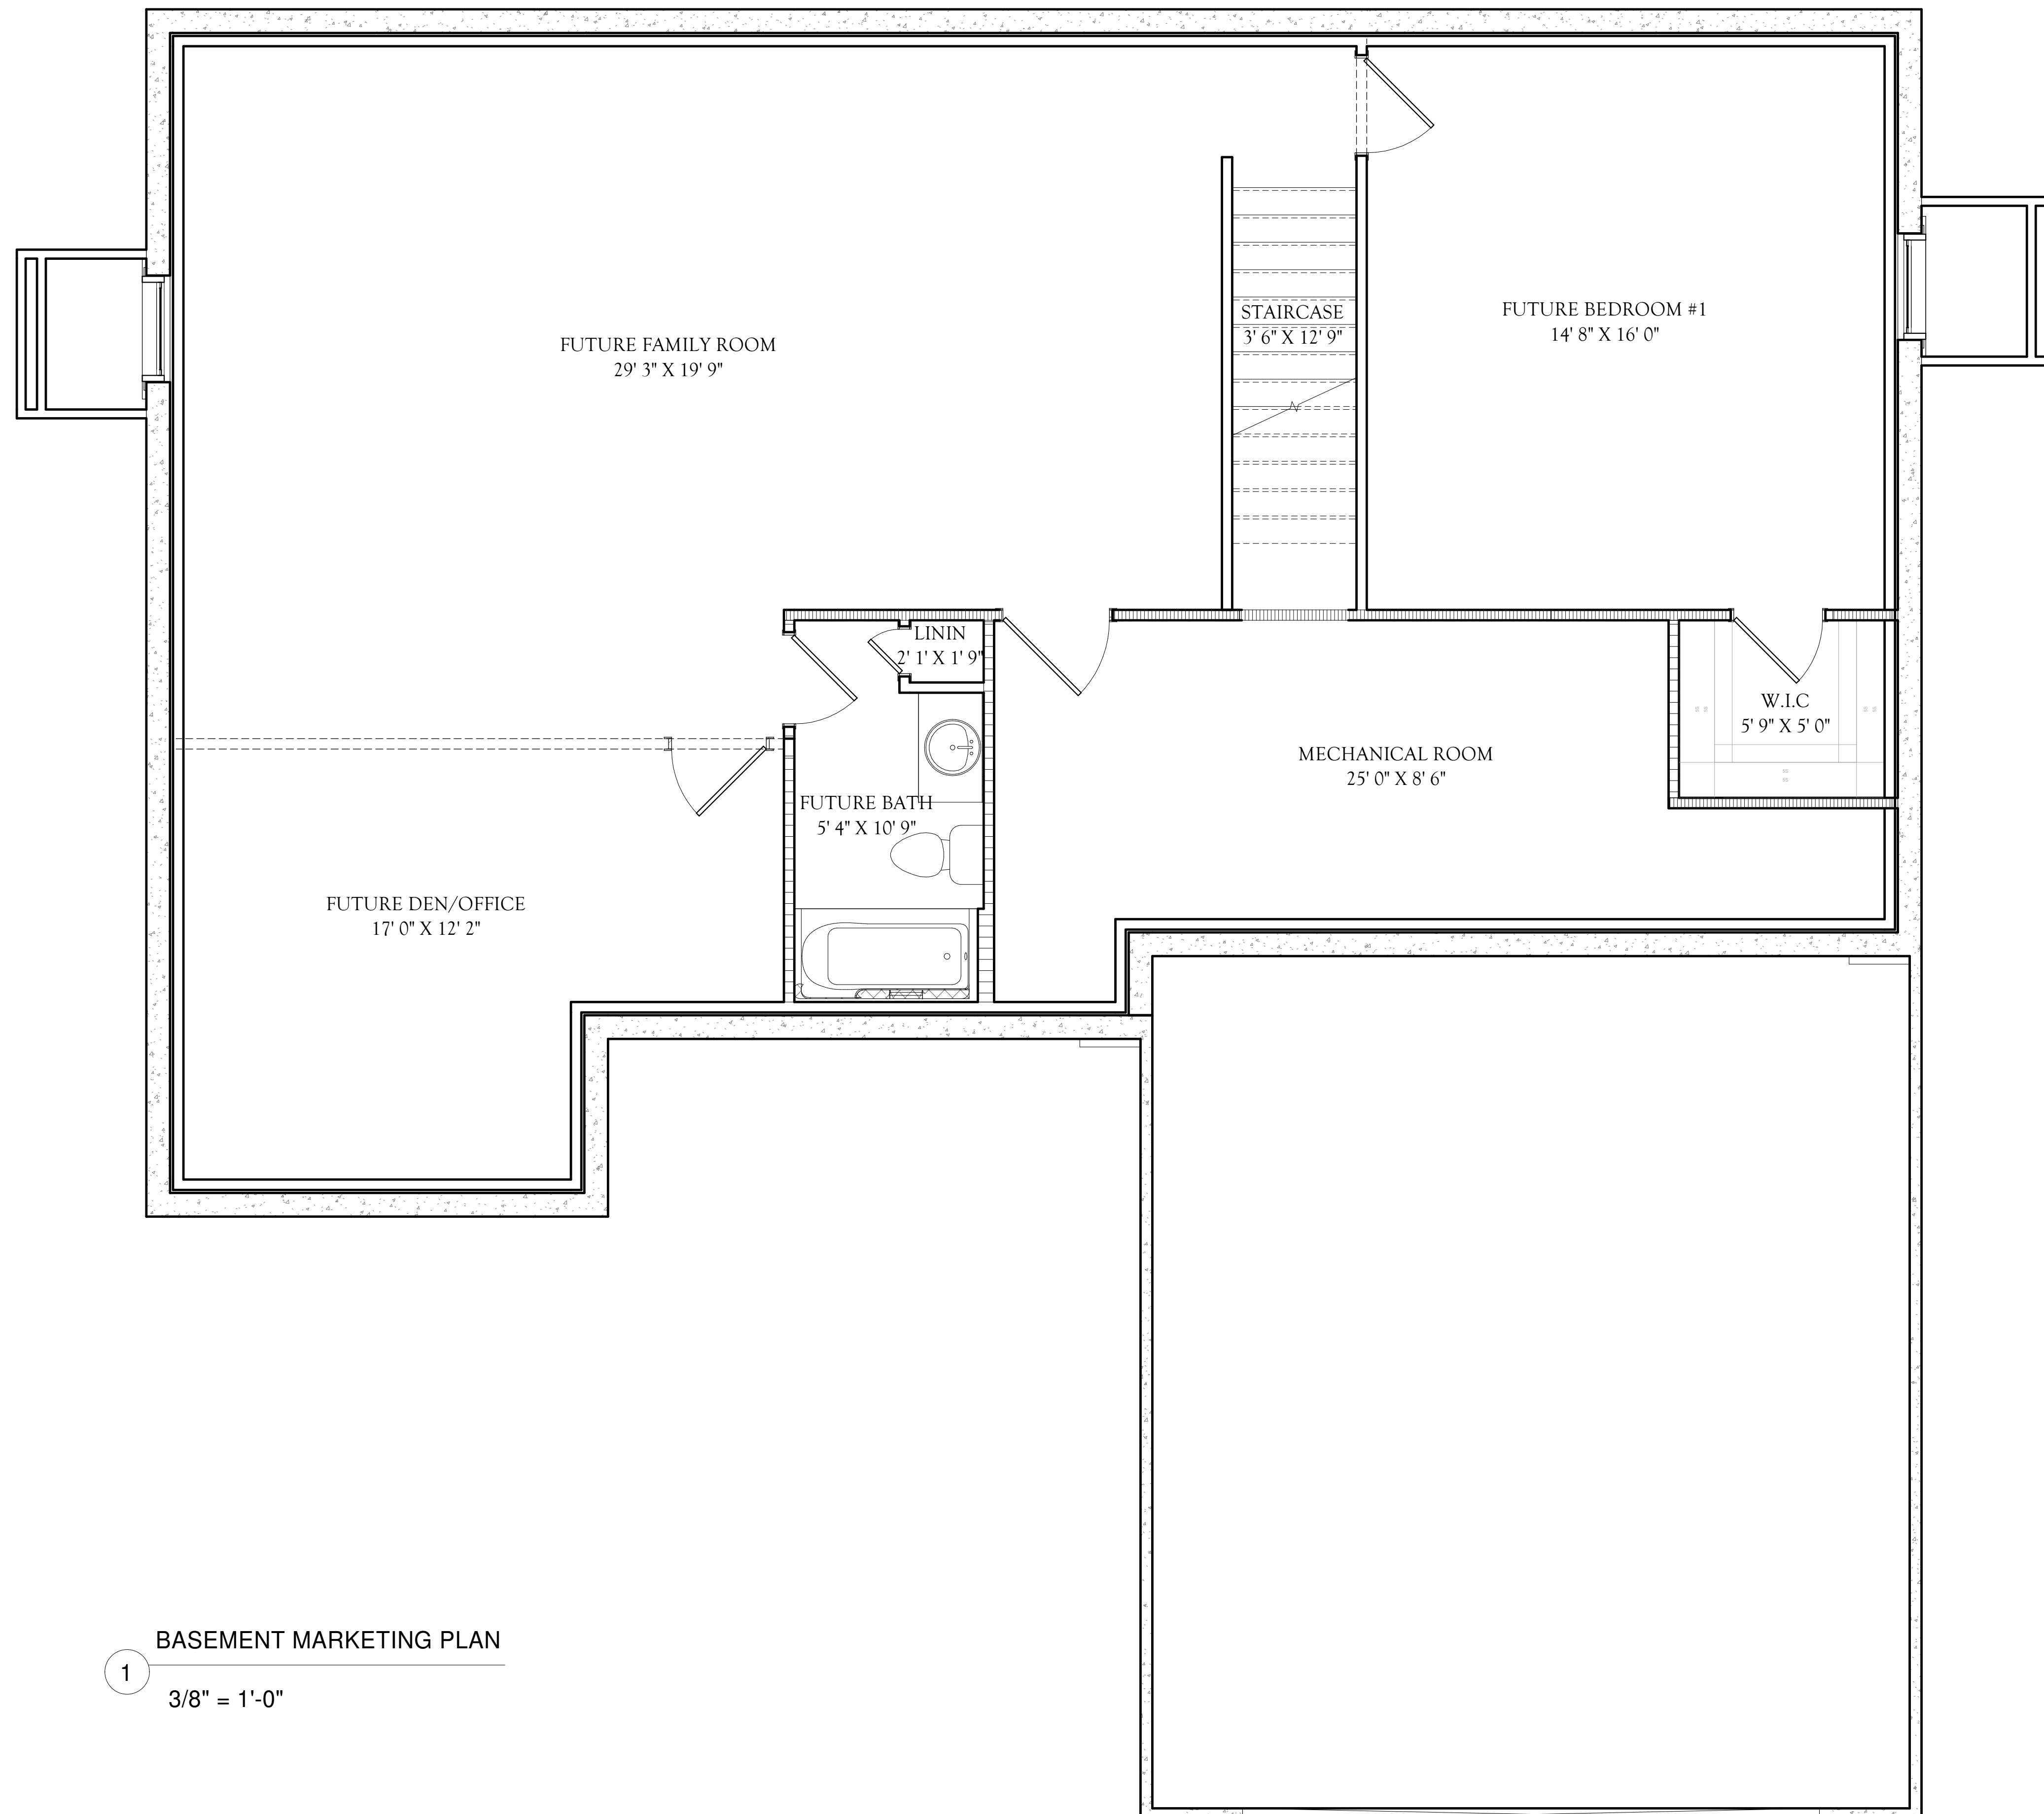 FUTURE FAMILY ROOM
29' 3" X 19' 9"
STAIRCASE
3' 6" X 12' 9"
FUTURE BEDROOM #1
14' 8" X 16' 0"
LININ
2' 1' X 1' 9"
W.I.C
5' 9" X 5' 0"
MECHANICAL ROOM
25' 0" X 8' 6"
FUTURE BATH
5' 4" X 10' 9"
FUTURE DEN/OFFICE
17' 0" X 12' 2"
BASEMENT MARKETING PLAN
1
3/8" = 1'-0"